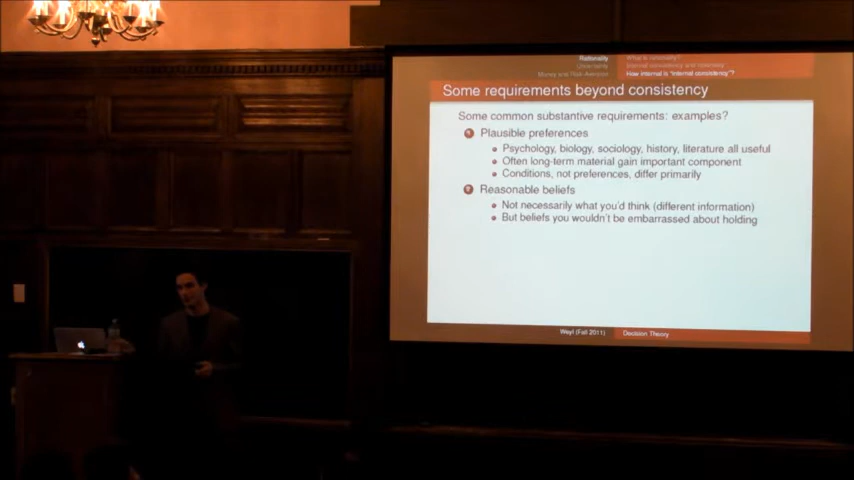 Rationality
Uncertainty
Money and Risk Aversion
What is rationality?
Internal consistency and rationality
How internal is "internal consistency"?
Some requirements beyond consistency
Some common substantive requirements: examples?
1 Plausible preferences
Psychology, biology, sociology, history, literature all useful
Often long-term material gain important component
Conditions, not preferences, differ primarily
2 Reasonable beliefs
Not necessarily what you'd think (different information)
But beliefs you wouldn't be embarrassed about holding
Weyl (Fall 2011)
Decision Theory